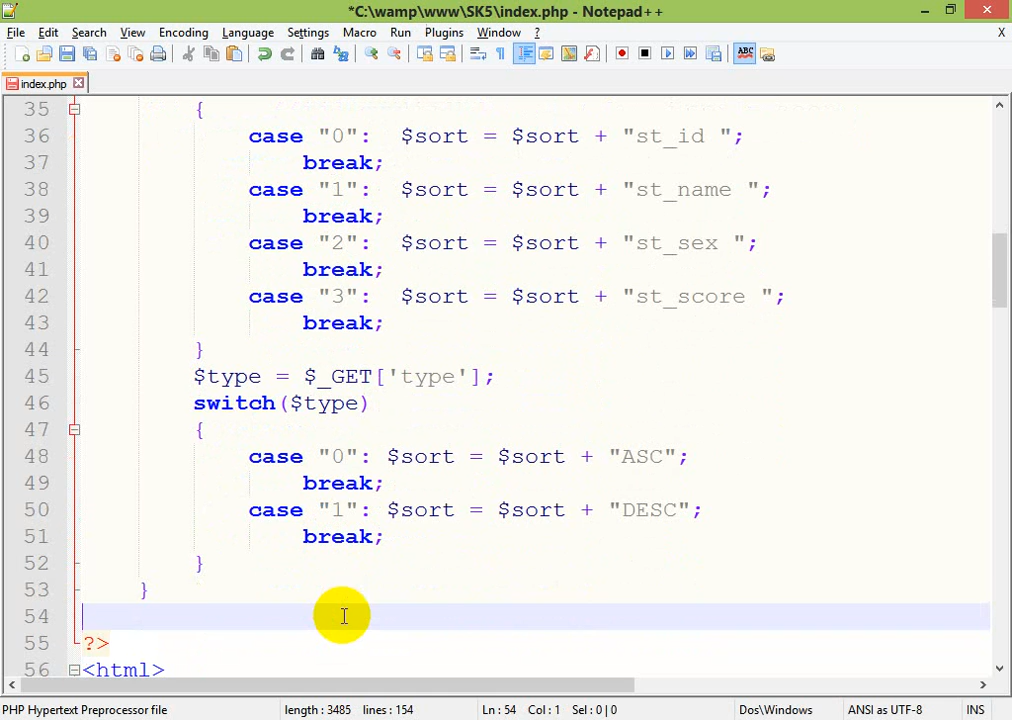 *C:\wamp\www\SK5\index.php - Notepad++
File Edit Search View Encoding Language Settings Macro Run Plugins Window ? X
index.php
35 {
36 case "0": $sort = $sort + "st_id ";
37 break;
38 case "1": $sort = $sort + "st_name ";
39 break;
40 case "2": $sort = $sort + "st_sex ";
41 break;
42 case "3": $sort = $sort + "st_score ";
43 break;
44 }
45 $type = $_GET['type'];
46 switch($type)
47 {
48 case "0": $sort = $sort + "ASC";
49 break;
50 case "1": $sort = $sort + "DESC";
51 break;
52 }
53 }
54
55 ?>
56 <html>
PHP Hypertext Preprocessor file length : 3485 lines : 154 Ln : 54 Col : 1 Sel : 0 | 0 Dos\Windows ANSI as UTF-8 INS